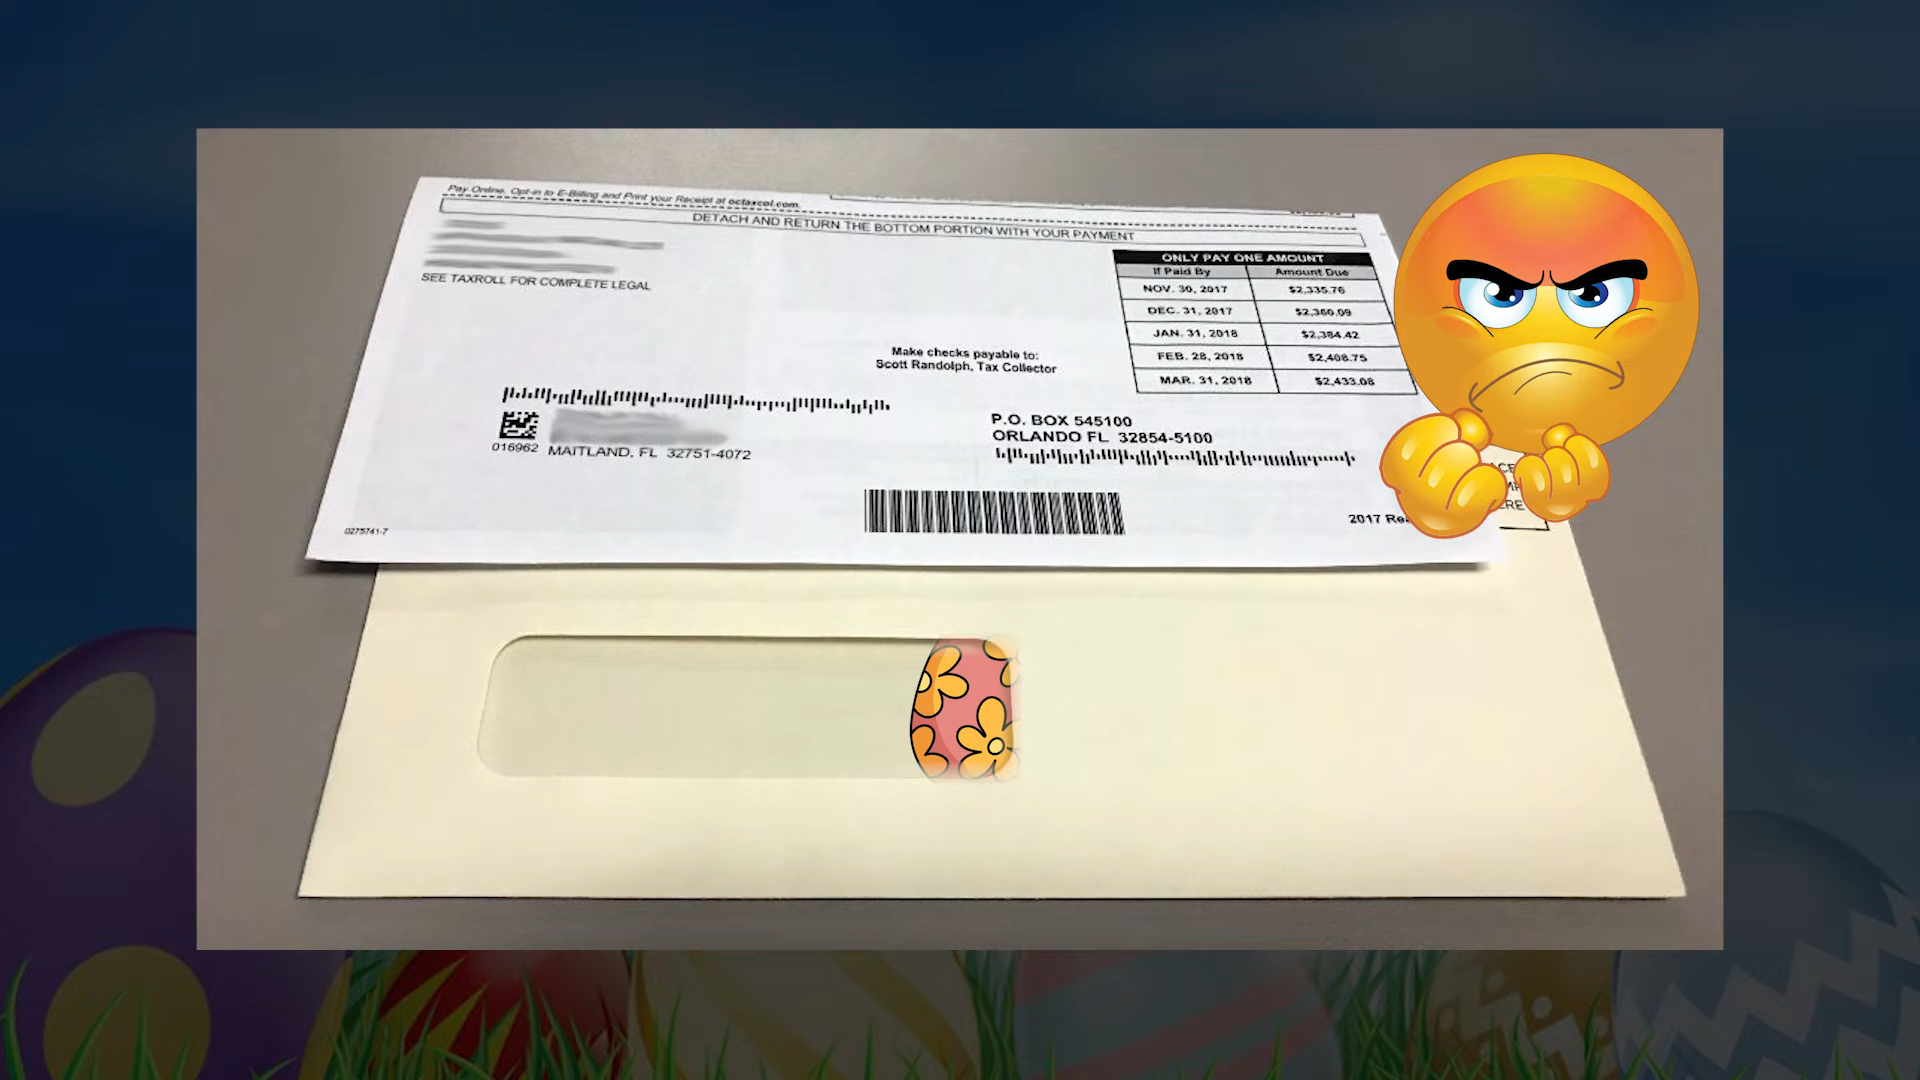 Pay Online, Opt-in to E-Billing and Print your Receipt at octaxcol.com.
DETACH AND RETURN THE BOTTOM PORTION WITH YOUR PAYMENT
SEE TAXROLL FOR COMPLETE LEGAL
ONLY PAY ONE AMOUNT
If Paid By Amount Due
NOV. 30, 2017 $2,335.76
DEC. 31, 2017 $2,360.09
JAN. 31, 2018 $2,384.42
FEB. 28, 2018 $2,408.75
MAR. 31, 2018 $2,433.08
Make checks payable to:
Scott Randolph, Tax Collector
016962 MAITLAND, FL 32751-4072
P.O. BOX 545100
ORLANDO FL 32854-5100
0275741-7
2017